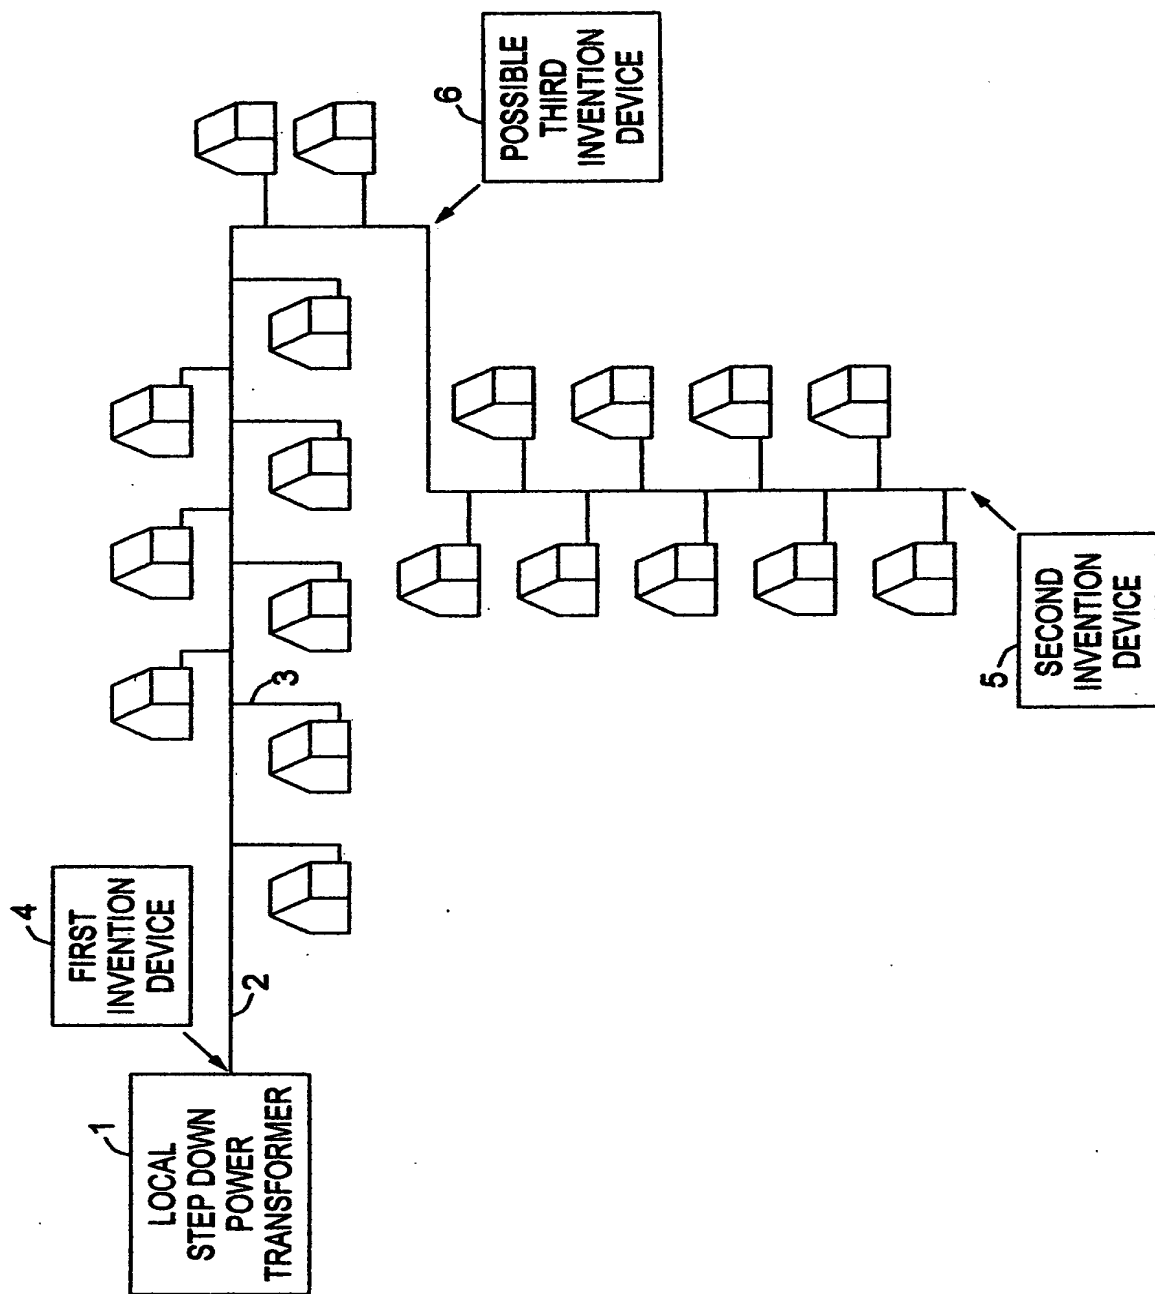 1
LOCAL
STEP DOWN
POWER
TRANSFORMER
4
FIRST
INVENTION
DEVICE
2
3
6
POSSIBLE
THIRD
INVENTION
DEVICE
5
SECOND
INVENTION
DEVICE